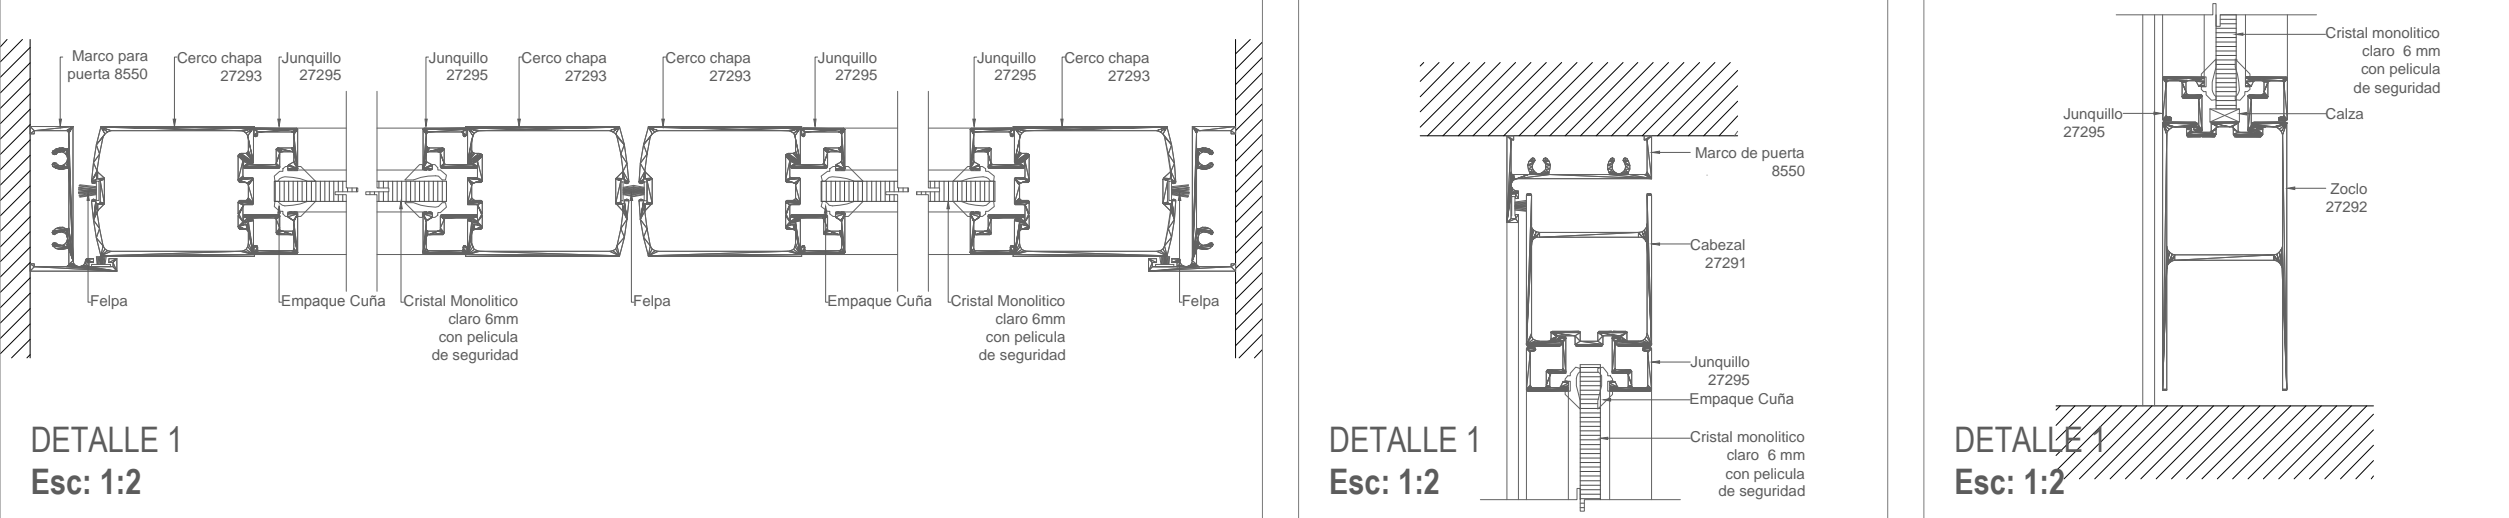 Marco para
puerta 8550
Cerco chapa
27293
Junquillo
27295
Junquillo
27295
Cerco chapa
27293
Cerco chapa
27293
Junquillo
27295
Junquillo
27295
Cerco chapa
27293
Felpa
Empaque Cuña
Cristal Monolitico
claro 6mm
con pelicula
de seguridad
Felpa
Empaque Cuña
Cristal Monolitico
claro 6mm
con pelicula
de seguridad
Felpa
DETALLE 1
Esc: 1:2
Marco de puerta
8550
Cabezal
27291
Junquillo
27295
Empaque Cuña
Cristal monolitico
claro 6 mm
con pelicula
de seguridad
DETALLE 1
Esc: 1:2
Cristal monolitico
claro 6 mm
con pelicula
de seguridad
Junquillo
27295
Calza
Zoclo
27292
DETALLE 1
Esc: 1:2